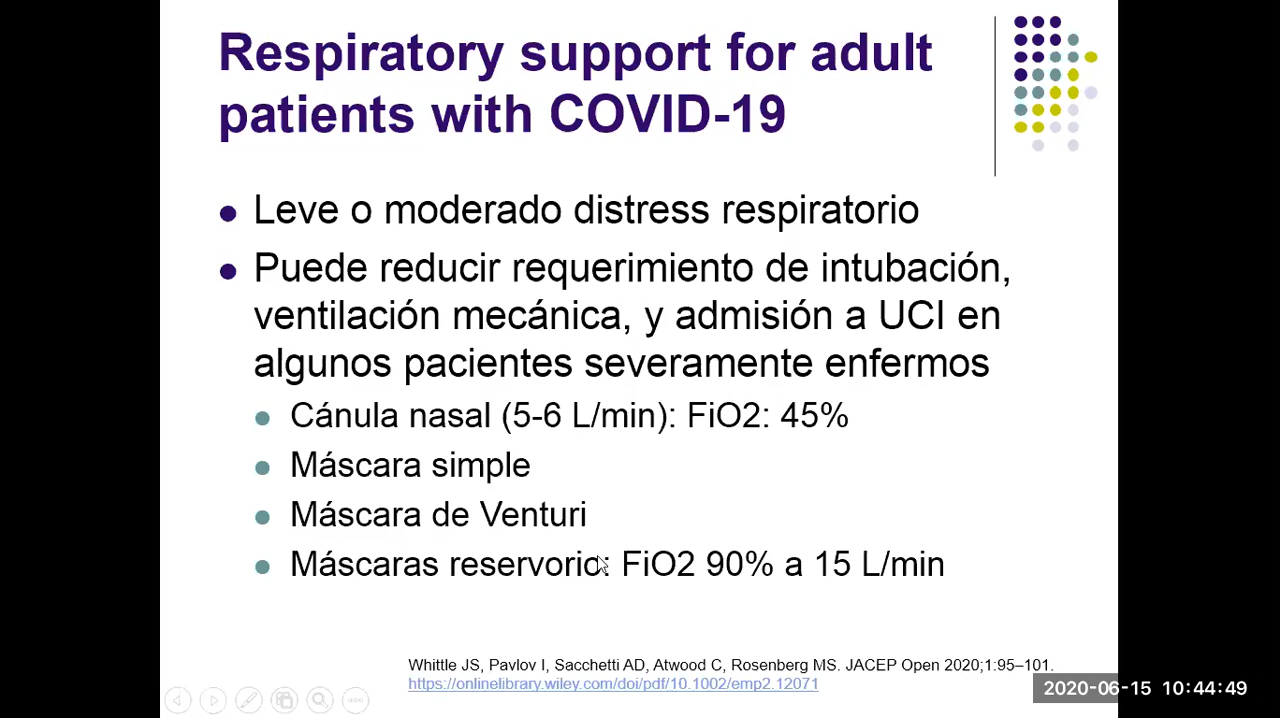 Respiratory support for adult
patients with COVID-19
Leve o moderado distress respiratorio
Puede reducir requerimiento de intubación,
ventilación mecánica, y admisión a UCI en
algunos pacientes severamente enfermos
Cánula nasal (5-6 L/min): FiO2: 45%
Máscara simple
Máscara de Venturi
Máscaras reservorio: FiO2 90% a 15 L/min
Whittle JS, Pavlov I, Sacchetti AD, Atwood C, Rosenberg MS. JACEP Open 2020;1:95–101.
https://onlinelibrary.wiley.com/doi/pdf/10.1002/emp2.12071
2020-06-15 10:44:49